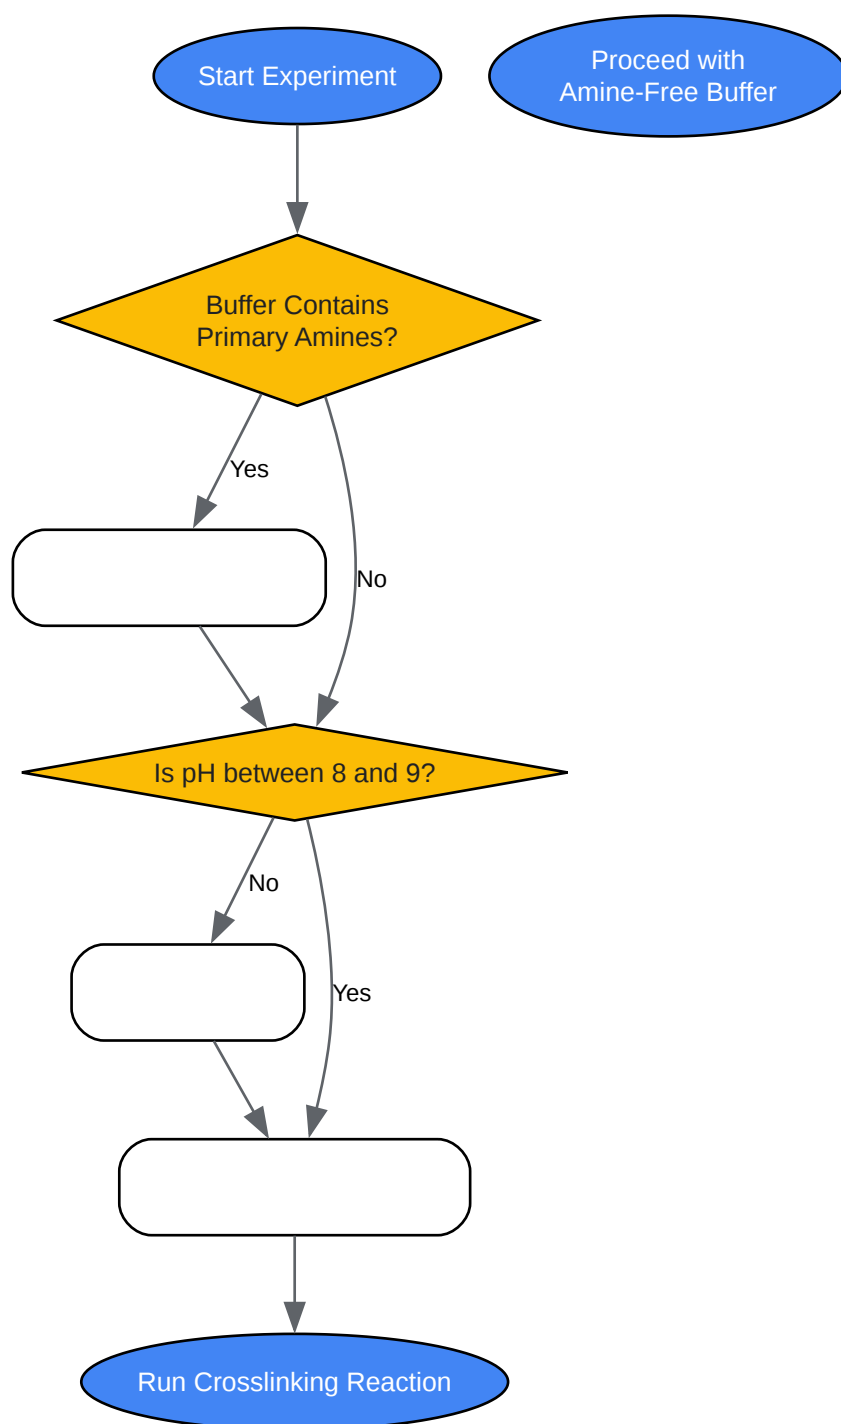 Start Experiment
Proceed with
Amine-Free Buffer
Buffer Contains
Primary Amines?
Yes
No
Is pH between 8 and 9?
No
Yes
Run Crosslinking Reaction